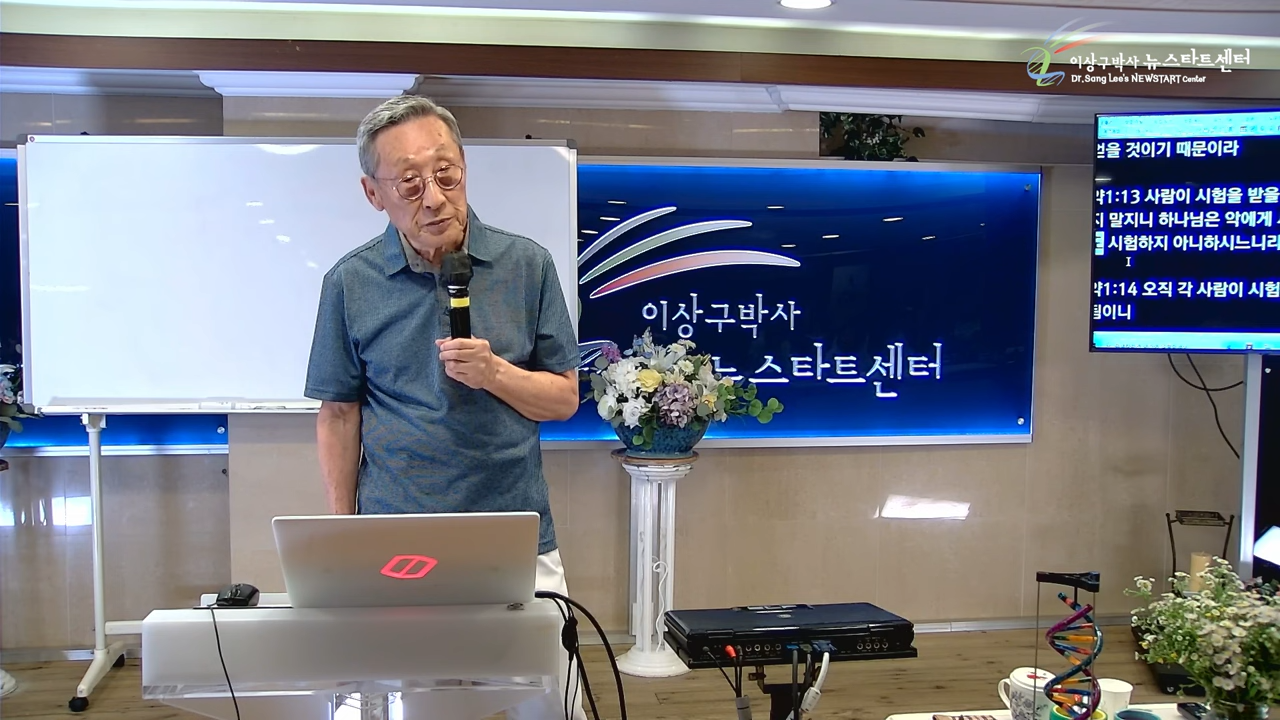 이상구박사 뉴스타트센터
Dr. Sang Lee's NEWSTART Center
얻을 것이기 때문이라
약1:13 사람이 시험을 받을
지 말지니 하나님은 악에게
시험하지 아니하시느니라
약1:14 오직 각 사람이 시험
됨이니
이상구박사
뉴스타트센터